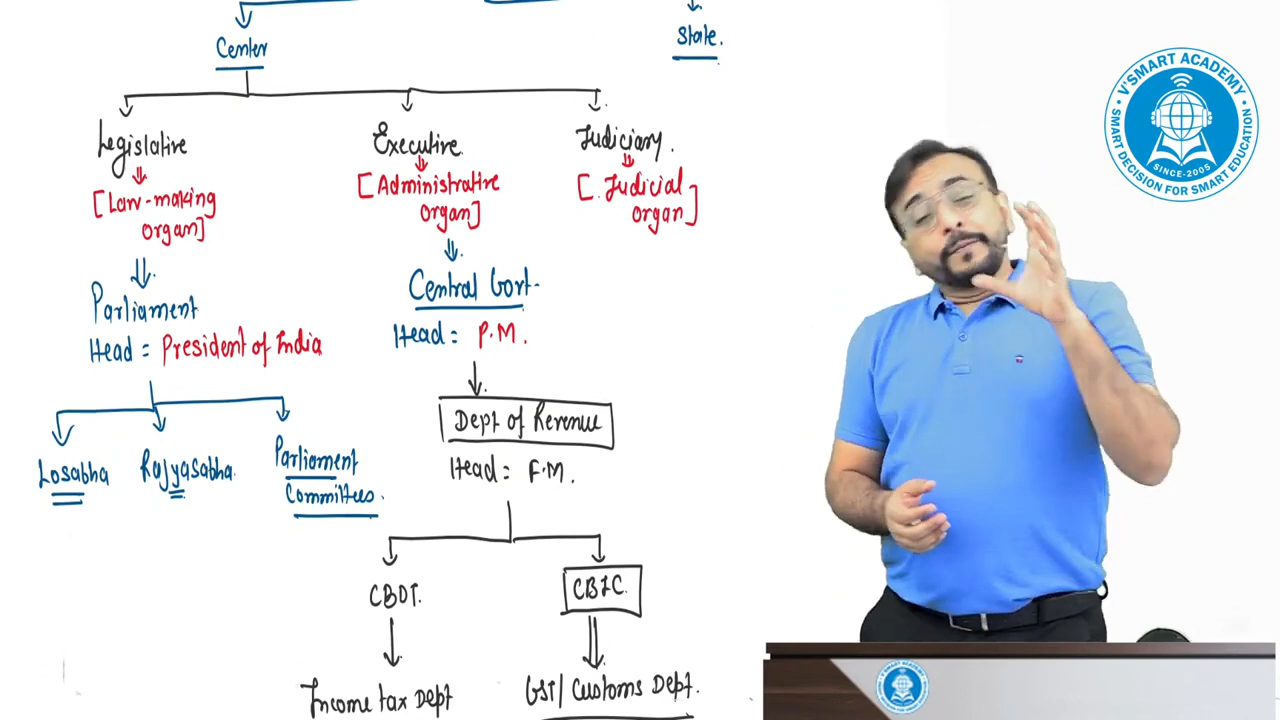 Center
State.
Legislative
Executive
Judiciary.
[Law-making
organ]
[Administrative
organ]
[. Judicial
organ]
Parliament
Head = President of India
Central Govt.
Head = P.M.
Losabha
Rajyasabha.
Parliament
Committees.
Dept of Revenue
Head = F.M.
CBDT.
CBIC.
Income tax Dept
GST/Customs Dept.
V'SMART ACADEMY
SINCE-2005
SMART DECISION FOR SMART EDUCATION
V'SMART ACADEMY